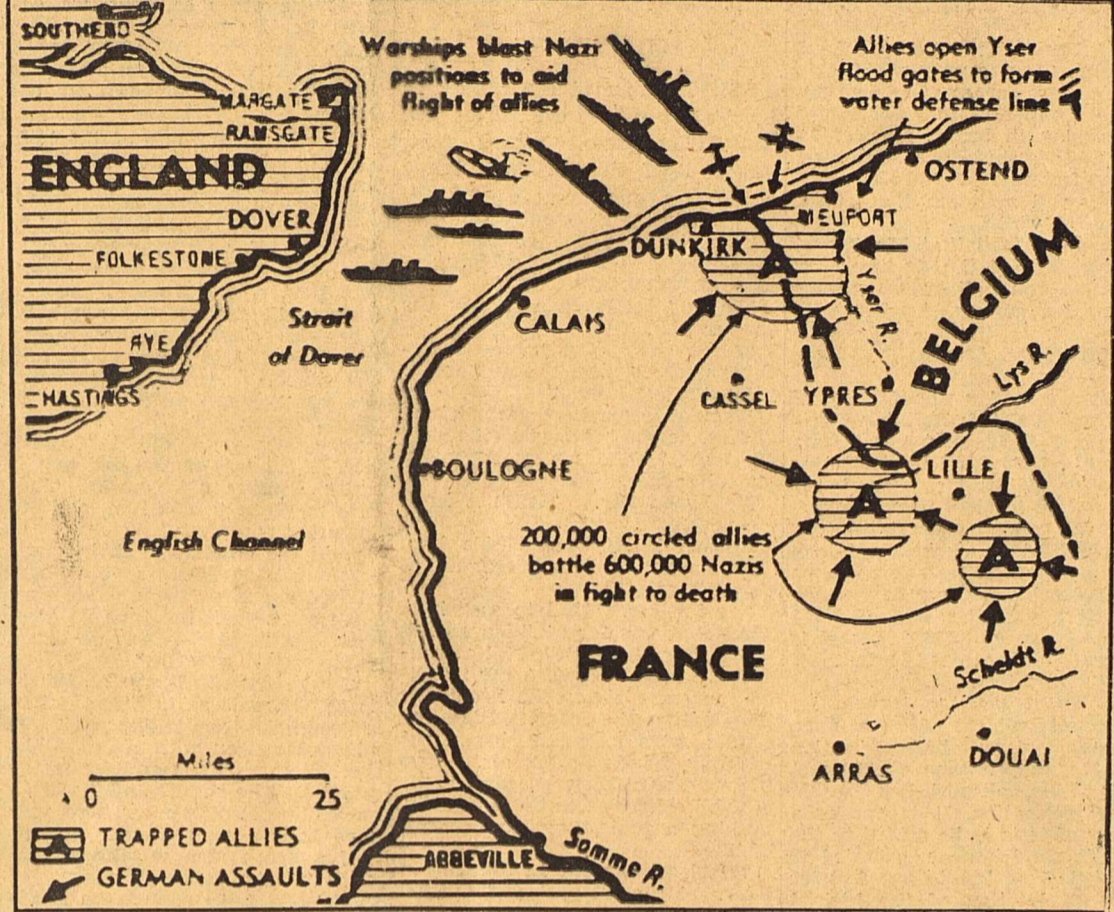 SOUTHEND
Warships blast Nazi
positions to aid
flight of allies
Allies open Yser
flood gates to form
water defense line
MARGATE
RAMSGATE
ENGLAND
DOVER
FOLKESTONE
RYE
HASTINGS
Strait
of Dover
OSTEND
NIEUPORT
DUNKIRK
A
Yser R.
BELGIUM
CALAIS
CASSEL
YPRES
Lys R.
BOULOGNE
LILLE
A
A
English Channel
200,000 circled allies
battle 600,000 Nazis
in fight to death
FRANCE
Scheldt R.
ARRAS
DOUAI
Miles
0 25
A TRAPPED ALLIES
GERMAN ASSAULTS
ABBEVILLE
Somme R.